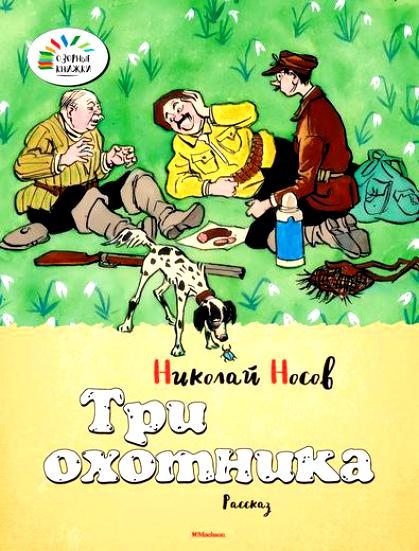 ОЗОРНЫЕ
КНИЖКИ
Николай Носов
Три
охотника
Рассказ
Machaon